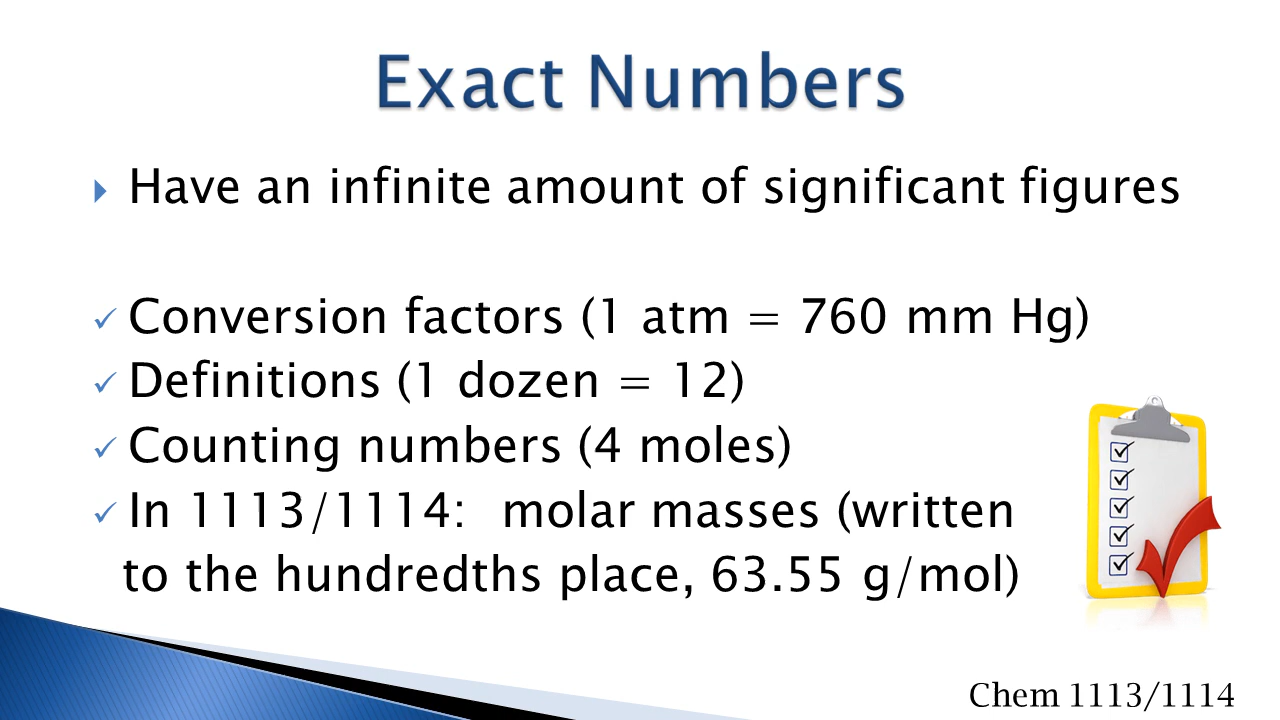 Exact Numbers
Have an infinite amount of significant figures
Conversion factors (1 atm = 760 mm Hg)
Definitions (1 dozen = 12)
Counting numbers (4 moles)
In 1113/1114: molar masses (written
to the hundredths place, 63.55 g/mol)
Chem 1113/1114